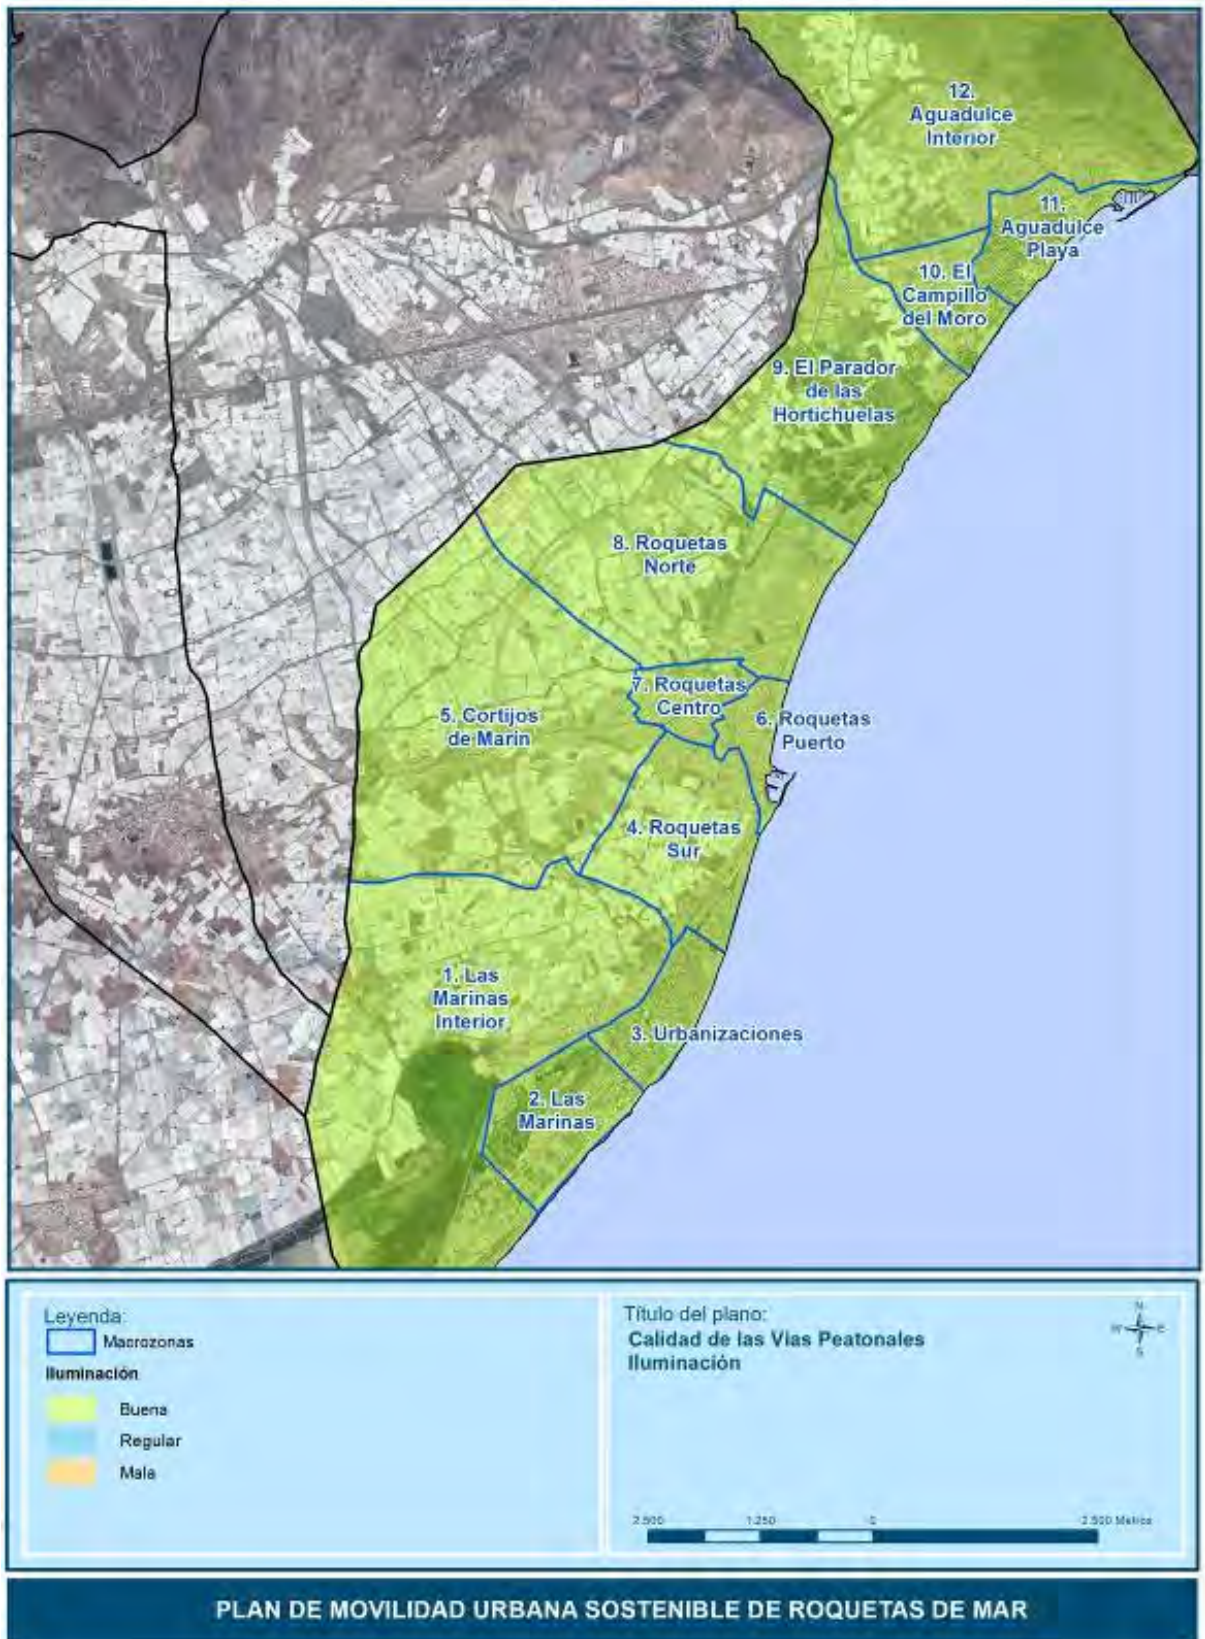 12.
Aguadulce
Interior
11.
Aguadulce
Playa
10. El
Campillo
del Moro
9. El Parador
de las
Hortichuelas
8. Roquetas
Norte
7. Roquetas
Centro
5. Cortijos
de Marin
6. Roquetas
Puerto
4. Roquetas
Sur
1. Las
Marinas
Interior
3. Urbanizaciones
2. Las
Marinas
Leyenda:
Macrozonas
Iluminación
Buena
Regular
Mala
Título del plano:
Calidad de las Vias Peatonales
Iluminación
N
W E
S
2.500 1.250 0 2.500 Metros
PLAN DE MOVILIDAD URBANA SOSTENIBLE DE ROQUETAS DE MAR